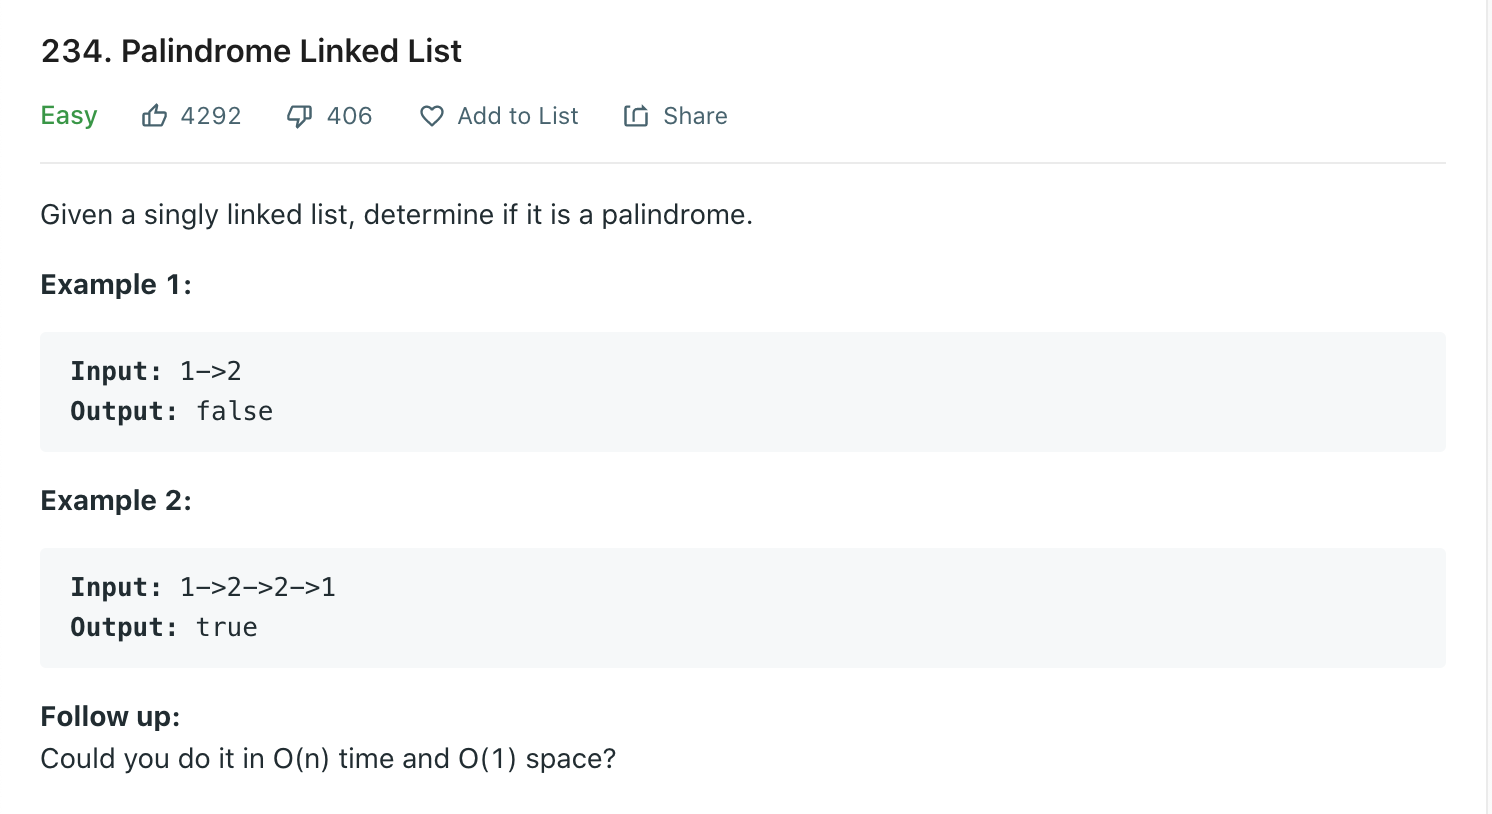 234. Palindrome Linked List
Easy 4292 406 Add to List Share
Given a singly linked list, determine if it is a palindrome.
Example 1:
Input: 1->2
Output: false
Example 2:
Input: 1->2->2->1
Output: true
Follow up:
Could you do it in O(n) time and O(1) space?